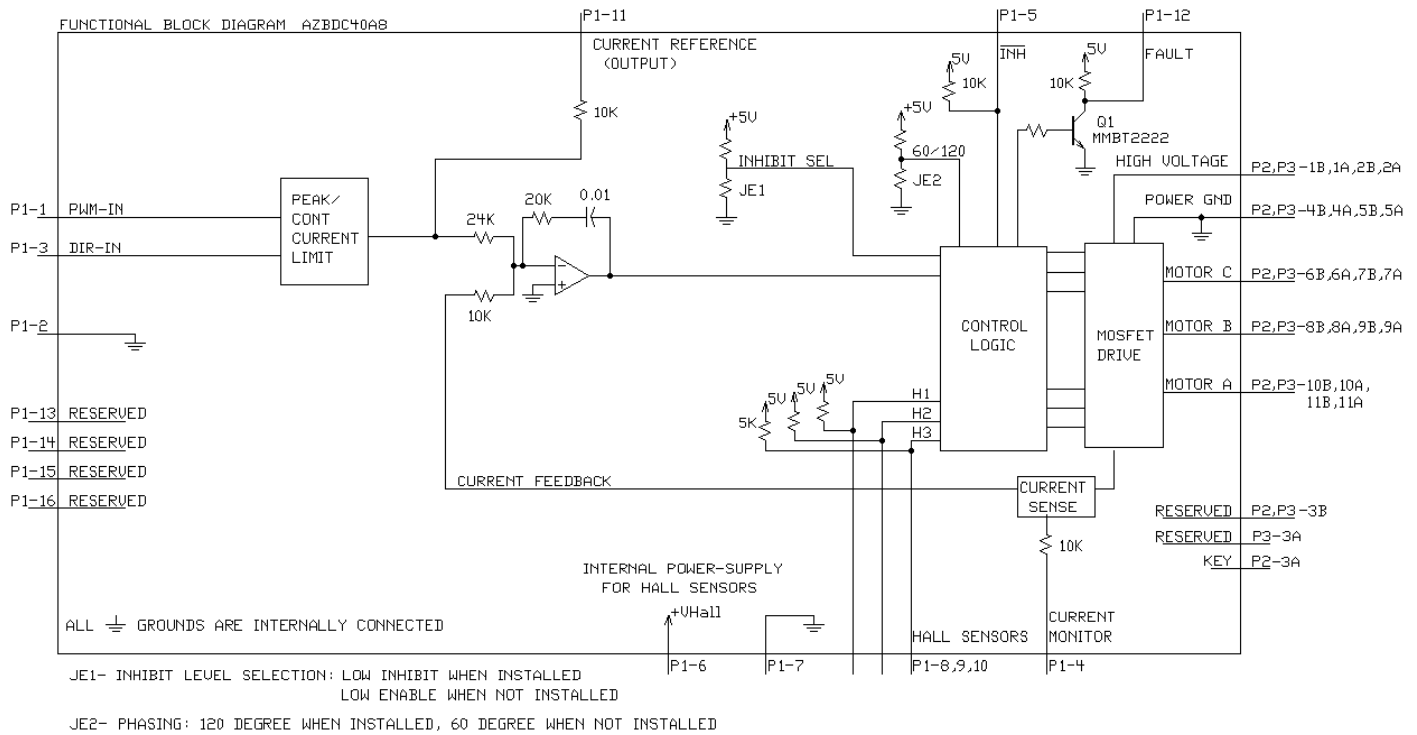 FUNCTIONAL BLOCK DIAGRAM AZBDC40A8
P1-11
P1-5
P1-12
CURRENT REFERENCE
(OUTPUT)
INH
FAULT
5V
5V
10K
10K
10K
+5V
+5V
Q1
MMBT2222
INHIBIT SEL
60/120
JE1
JE2
HIGH VOLTAGE
P2,P3-1B,1A,2B,2A
POWER GND
P2,P3-4B,4A,5B,5A
P1-1
PWM-IN
P1-3
DIR-IN
PEAK/
CONT
CURRENT
LIMIT
24K
20K
0.01
10K
MOTOR C
P2,P3-6B,6A,7B,7A
P1-2
CONTROL
LOGIC
MOSFET
DRIVE
MOTOR B
P2,P3-8B,8A,9B,9A
MOTOR A
P2,P3-10B,10A,
11B,11A
5V
5V
5V
5K
H1
H2
H3
P1-13
RESERVED
P1-14
RESERVED
P1-15
RESERVED
P1-16
RESERVED
CURRENT FEEDBACK
CURRENT
SENSE
10K
RESERVED
P2,P3-3B
RESERVED
P3-3A
KEY
P2-3A
INTERNAL POWER-SUPPLY
FOR HALL SENSORS
+VHall
ALL GROUNDS ARE INTERNALLY CONNECTED
HALL SENSORS
CURRENT
MONITOR
P1-6
P1-7
P1-8,9,10
P1-4
JE1- INHIBIT LEVEL SELECTION: LOW INHIBIT WHEN INSTALLED
LOW ENABLE WHEN NOT INSTALLED
JE2- PHASING: 120 DEGREE WHEN INSTALLED, 60 DEGREE WHEN NOT INSTALLED